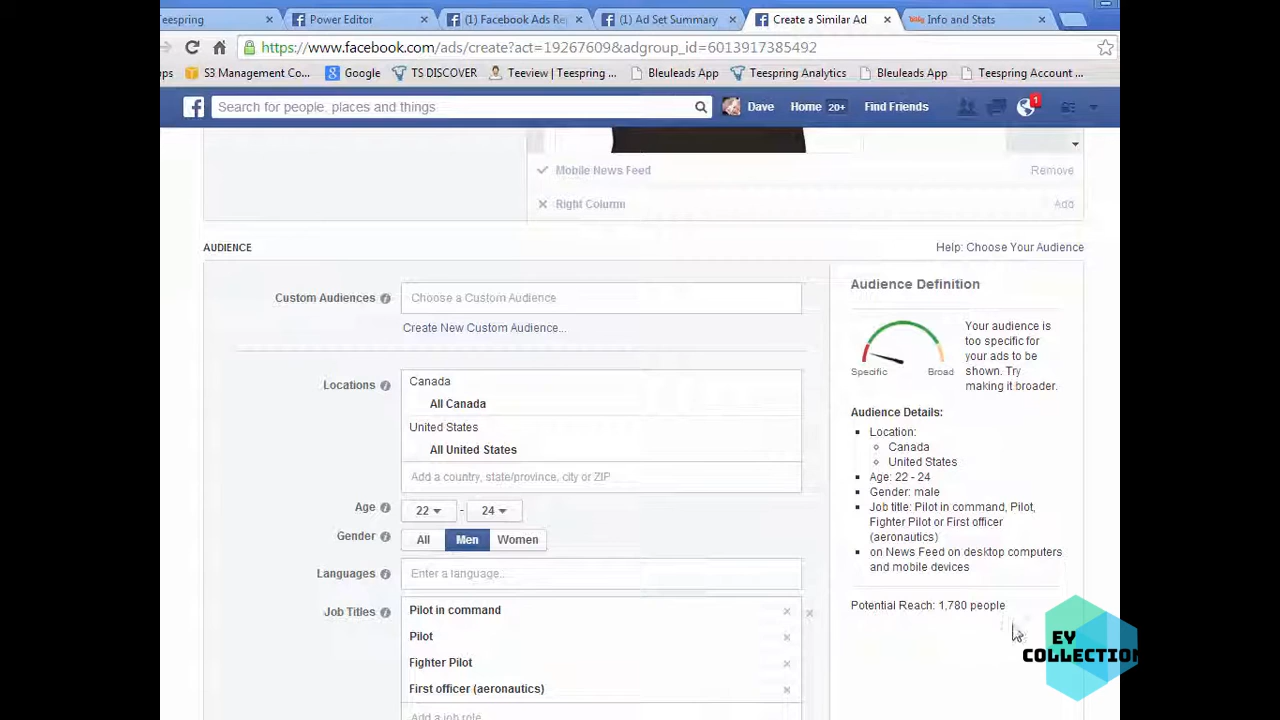 Teespring
Power Editor
(1) Facebook Ads Re
(1) Ad Set Summary
Create a Similar Ad
Info and Stats
https://www.facebook.com/ads/create?act=19267609&adgroup_id=6013917385492
ps
S3 Management Co...
Google
TS DISCOVER
Teeview | Teespring ...
Bleuleads App
Teespring Analytics
Bleuleads App
Teespring Account ...
Search for people, places and things
Dave
Home 20+
Find Friends
1
Mobile News Feed
Remove
Right Column
Add
AUDIENCE
Help: Choose Your Audience
Custom Audiences
Choose a Custom Audience
Create New Custom Audience...
Locations
Canada
All Canada
United States
All United States
Add a country, state/province, city or ZIP
Age
22 - 24
Gender
All
Men
Women
Languages
Enter a language...
Job Titles
Pilot in command
Pilot
Fighter Pilot
First officer (aeronautics)
Add a job role
Audience Definition
Your audience is
too specific for
your ads to be
shown. Try
making it broader.
Specific
Broad
Audience Details:
Location:
Canada
United States
Age: 22 - 24
Gender: male
Job title: Pilot in command, Pilot,
Fighter Pilot or First officer
(aeronautics)
on News Feed on desktop computers
and mobile devices
Potential Reach: 1,780 people
EY
COLLECTION